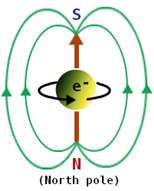 S
e-
N
(North pole)